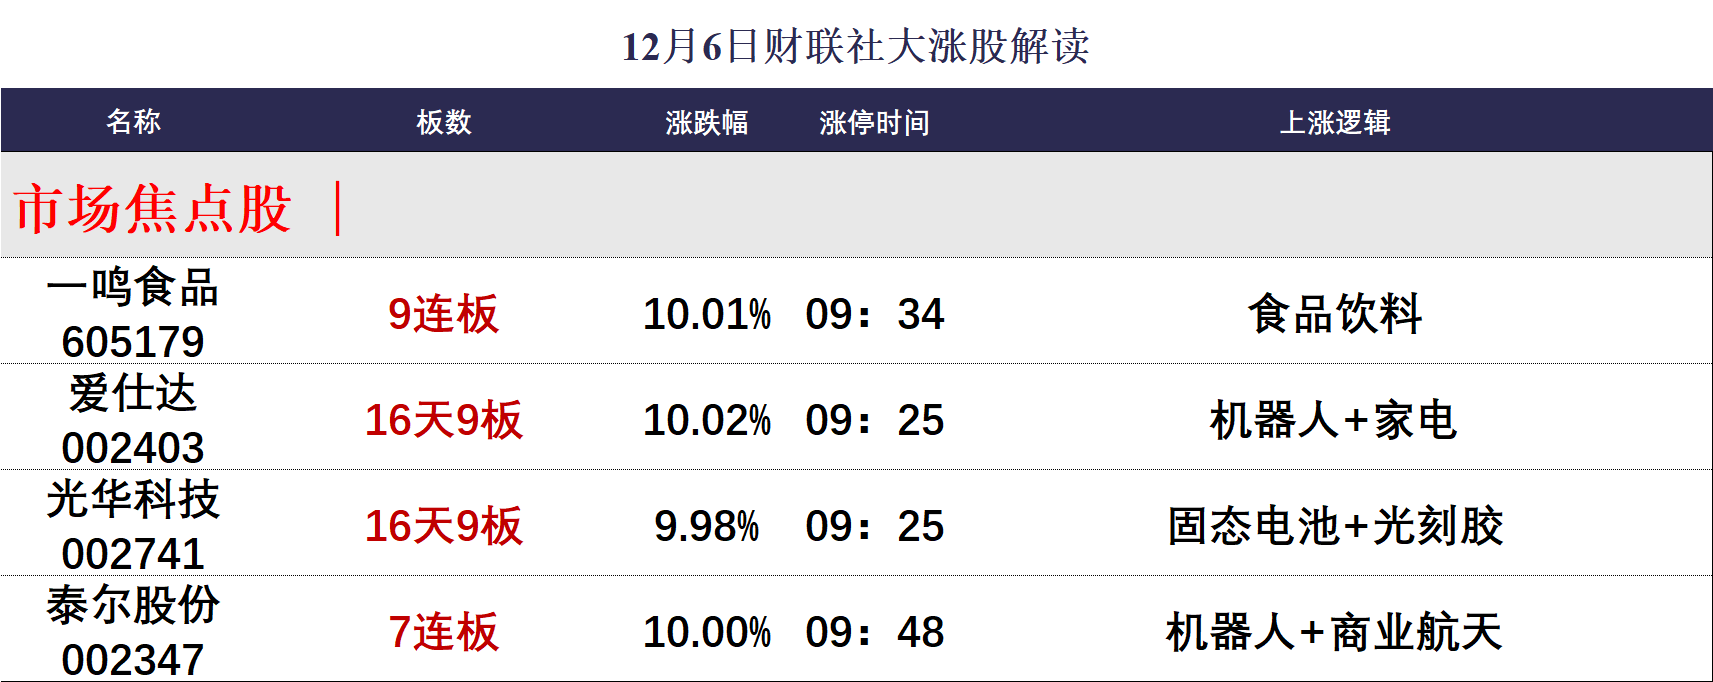 12月6日财联社大涨股解读
名称 板数 涨跌幅 涨停时间 上涨逻辑
市场焦点股 ｜
一鸣食品
605179 9连板 10.01% 09：34 食品饮料
爱仕达
002403 16天9板 10.02% 09：25 机器人+家电
光华科技
002741 16天9板 9.98% 09：25 固态电池+光刻胶
泰尔股份
002347 7连板 10.00% 09：48 机器人+商业航天